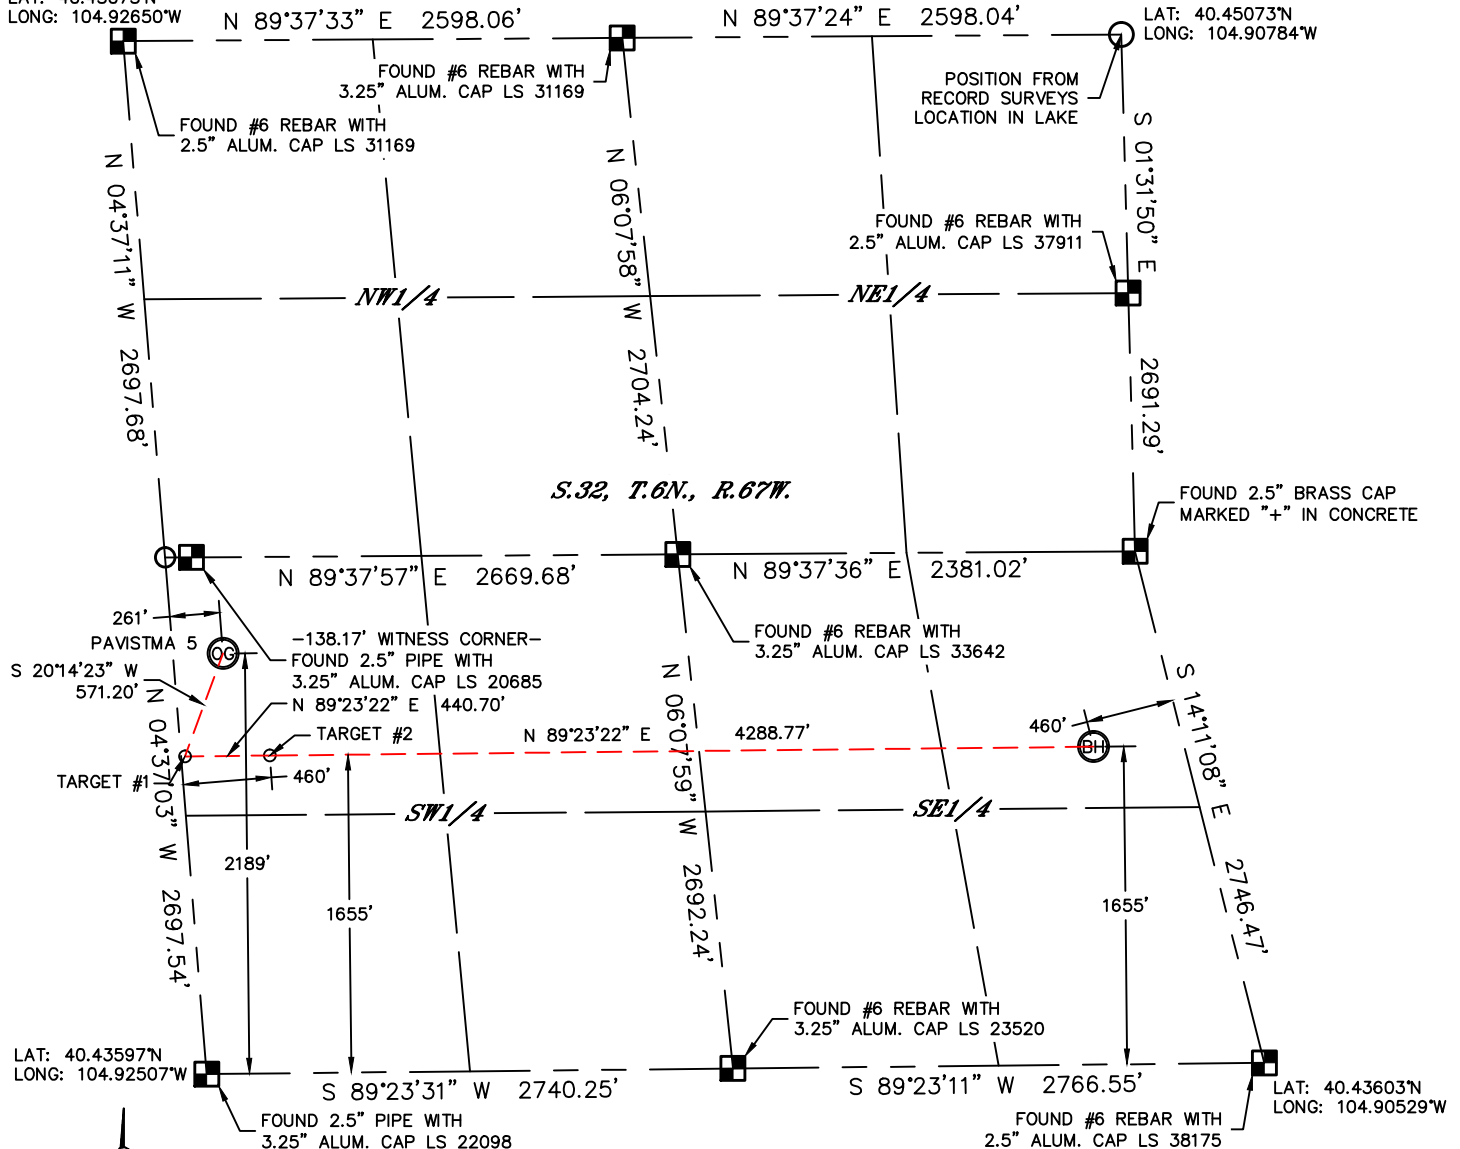 104.92650°W
N 89°37'33" E 2598.06'
N 89°37'24" E 2598.04'
LAT: 40.45073°N
LONG: 104.90784°W
FOUND #6 REBAR WITH
3.25" ALUM. CAP LS 31169
POSITION FROM
RECORD SURVEYS
LOCATION IN LAKE
FOUND #6 REBAR WITH
2.5" ALUM. CAP LS 31169
N 04°37'11" W 2697.68'
N 06°07'58" W 2704.24'
S 01°31'50" E 2691.29'
FOUND #6 REBAR WITH
2.5" ALUM. CAP LS 37911
NW1/4
NE1/4
S.32, T.6N., R.67W.
FOUND 2.5" BRASS CAP
MARKED "+" IN CONCRETE
N 89°37'57" E 2669.68'
N 89°37'36" E 2381.02'
261'
PAVISTMA 5
OG
S 20°14'23" W
571.20'
-138.17' WITNESS CORNER-
FOUND 2.5" PIPE WITH
3.25" ALUM. CAP LS 20685
FOUND #6 REBAR WITH
3.25" ALUM. CAP LS 33642
N 89°23'22" E 440.70'
TARGET #2
N 89°23'22" E 4288.77'
460'
BH
TARGET #1
460'
N 04°37'03" W 2697.54'
N 06°07'59" W 2692.24'
S 14°11'08" E 2746.47'
SW1/4
SE1/4
2189'
1655'
1655'
FOUND #6 REBAR WITH
3.25" ALUM. CAP LS 23520
LAT: 40.43597°N
LONG: 104.92507°W
S 89°23'31" W 2740.25'
S 89°23'11" W 2766.55'
LAT: 40.43603°N
LONG: 104.90529°W
FOUND 2.5" PIPE WITH
3.25" ALUM. CAP LS 22098
FOUND #6 REBAR WITH
2.5" ALUM. CAP LS 38175